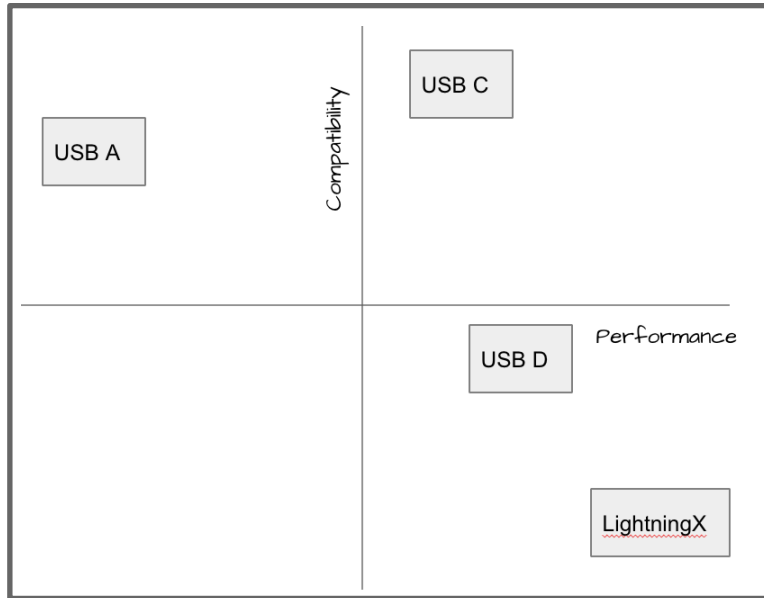 USB C
Compatibility
USB A
Performance
USB D
LightningX